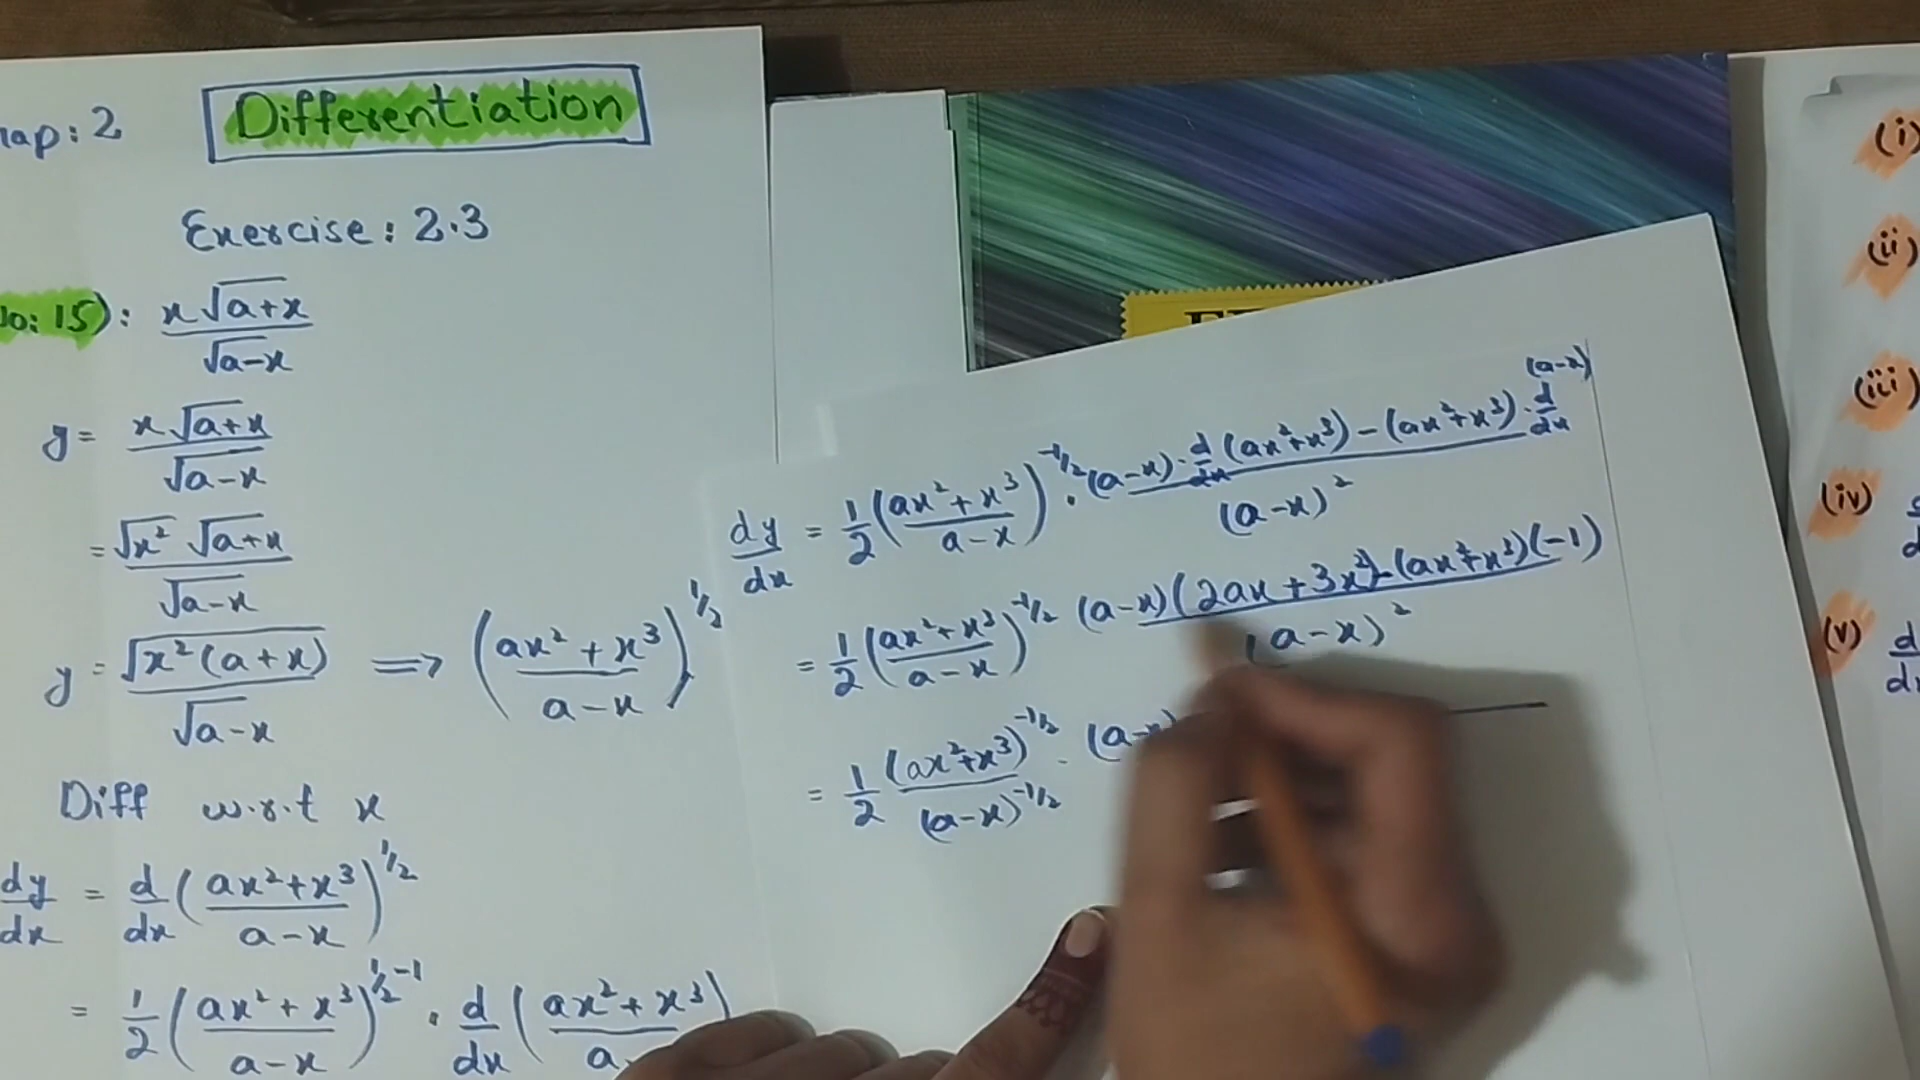 hap: 2 Differentiation
Exercise: 2.3
No: 15): x√a+x / √a-x
y = x√a+x / √a-x
= √x² √a+x / √a-x
y = √x²(a+x) / √a-x ⟹ (ax²+x³ / a-x)^1/2
Diff w.r.t x
dy/dx = d/dx (ax²+x³ / a-x)^1/2
= 1/2 (ax²+x³ / a-x)^1/2-1 · d/dx (ax²+x³ / a
dy/dx = 1/2 (ax²+x³ / a-x)^-1/2 · (a-x)·d/dx(ax²+x³)-(ax²+x³)·d/dx (a-x) / (a-x)²
= 1/2 (ax²+x³ / a-x)^-1/2 (a-x)(2ax+3x²)-(ax²+x³)(-1) / (a-x)²
= 1/2 (ax²+x³)^-1/2 / (a-x)^-1/2 · (a-x)
(i)
(ii)
(iii)
(iv)
(v) d/dx